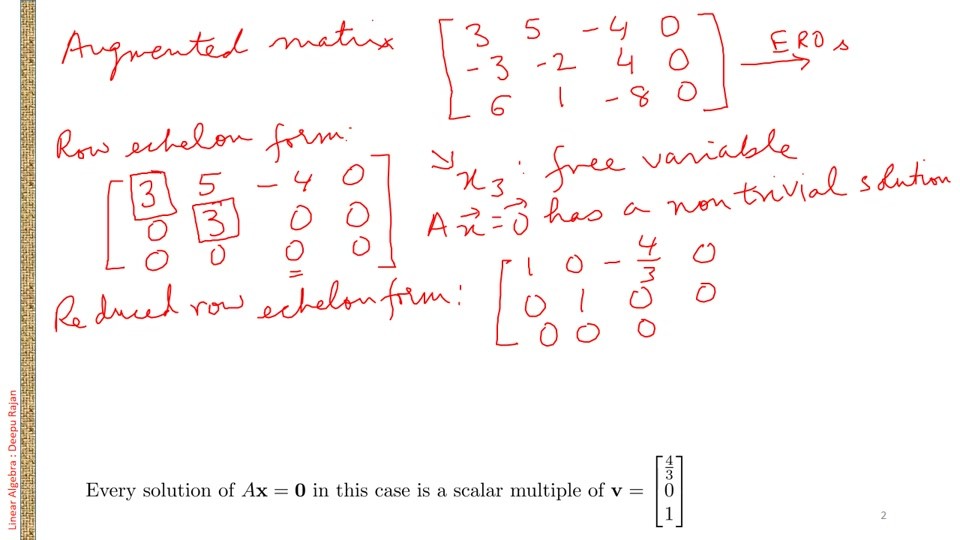 Augmented matrix [ 3 5 -4 0
-3 -2 4 0
6 1 -8 0 ] EROs
Row echelon form:
[ 3 5 -4 0
0 3 0 0
0 0 0 0 ]
x₃ : free variable
Ax⃗ = 0⃗ has a non trivial solution
Reduced row echelon form: [ 1 0 -4/3 0
0 1 0 0
0 0 0
Every solution of Ax = 0 in this case is a scalar multiple of v = [ 4/3
0
1 ]
Linear Algebra : Deepu Rajan
2